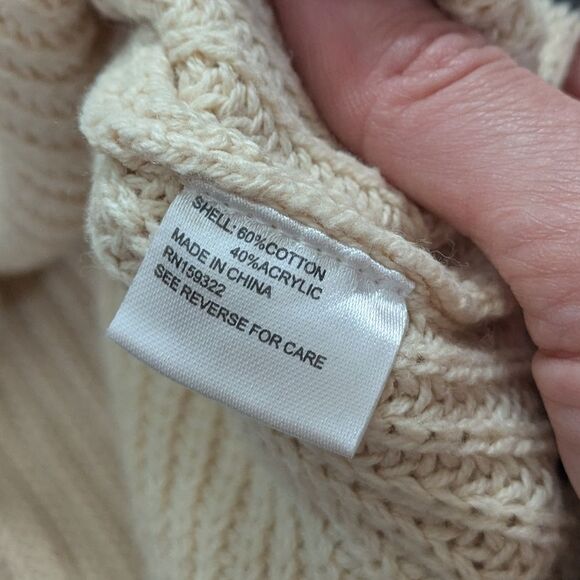 SHELL: 60%COTTON
40%ACRYLIC
MADE IN CHINA
RN159322
SEE REVERSE FOR CARE